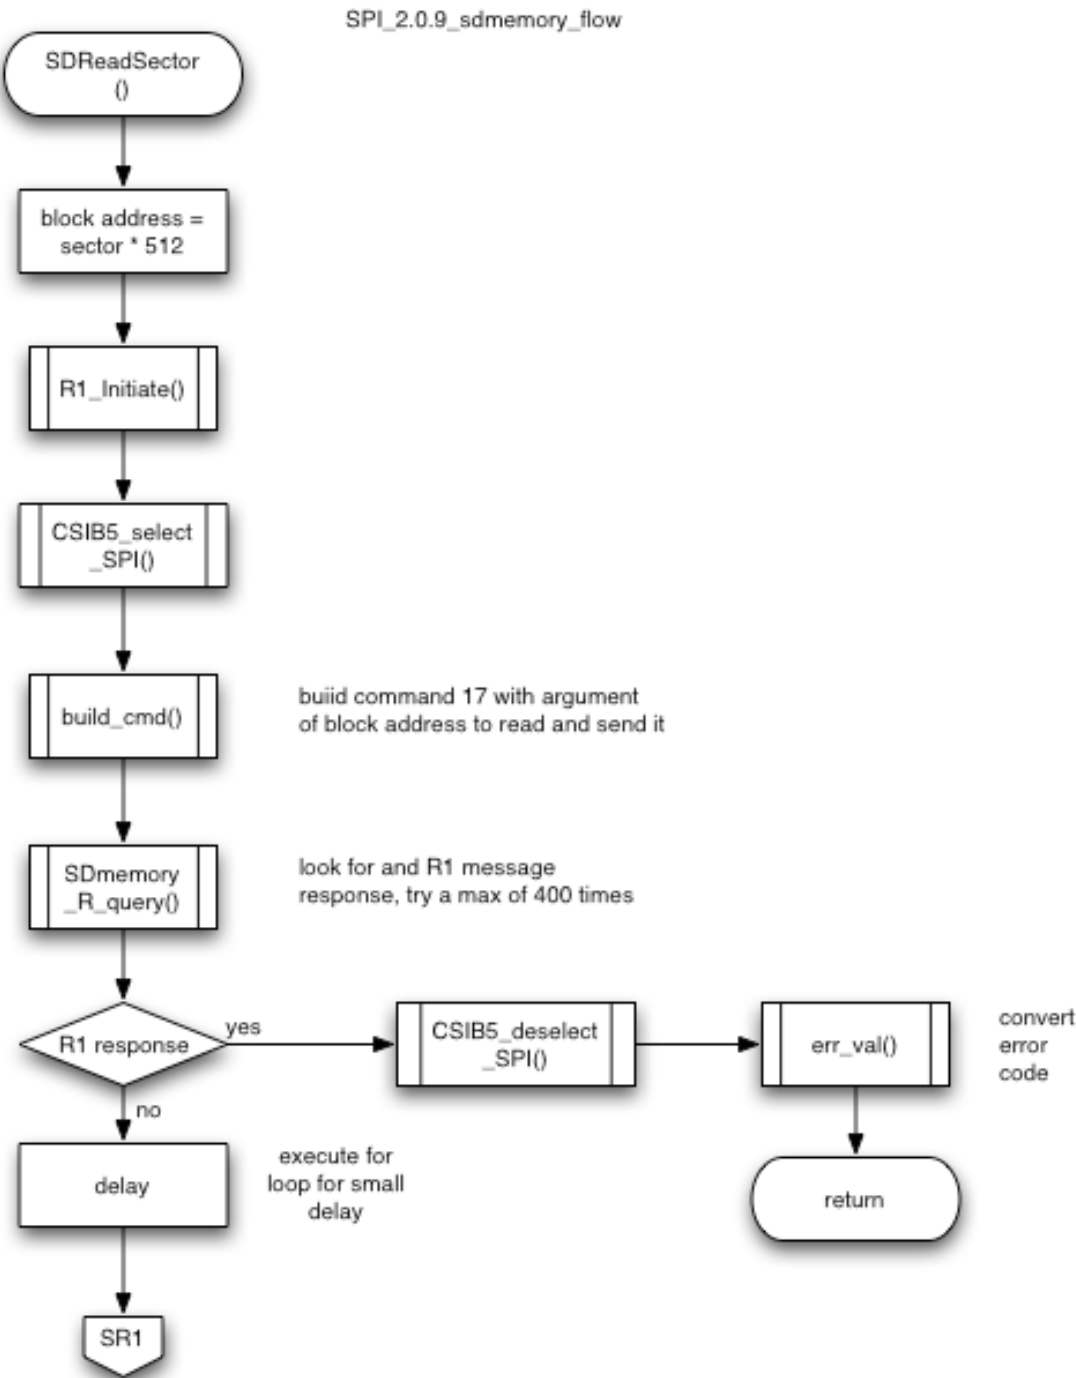 SPI_2.0.9_sdmemory_flow
SDReadSector
()
block address =
sector * 512
R1_Initiate()
CSIB5_select
_SPI()
build_cmd()
buiid command 17 with argument
of block address to read and send it
SDmemory
_R_query()
look for and R1 message
response, try a max of 400 times
R1 response
yes
CSIB5_deselect
_SPI()
err_val()
convert
error
code
no
delay
execute for
loop for small
delay
return
SR1